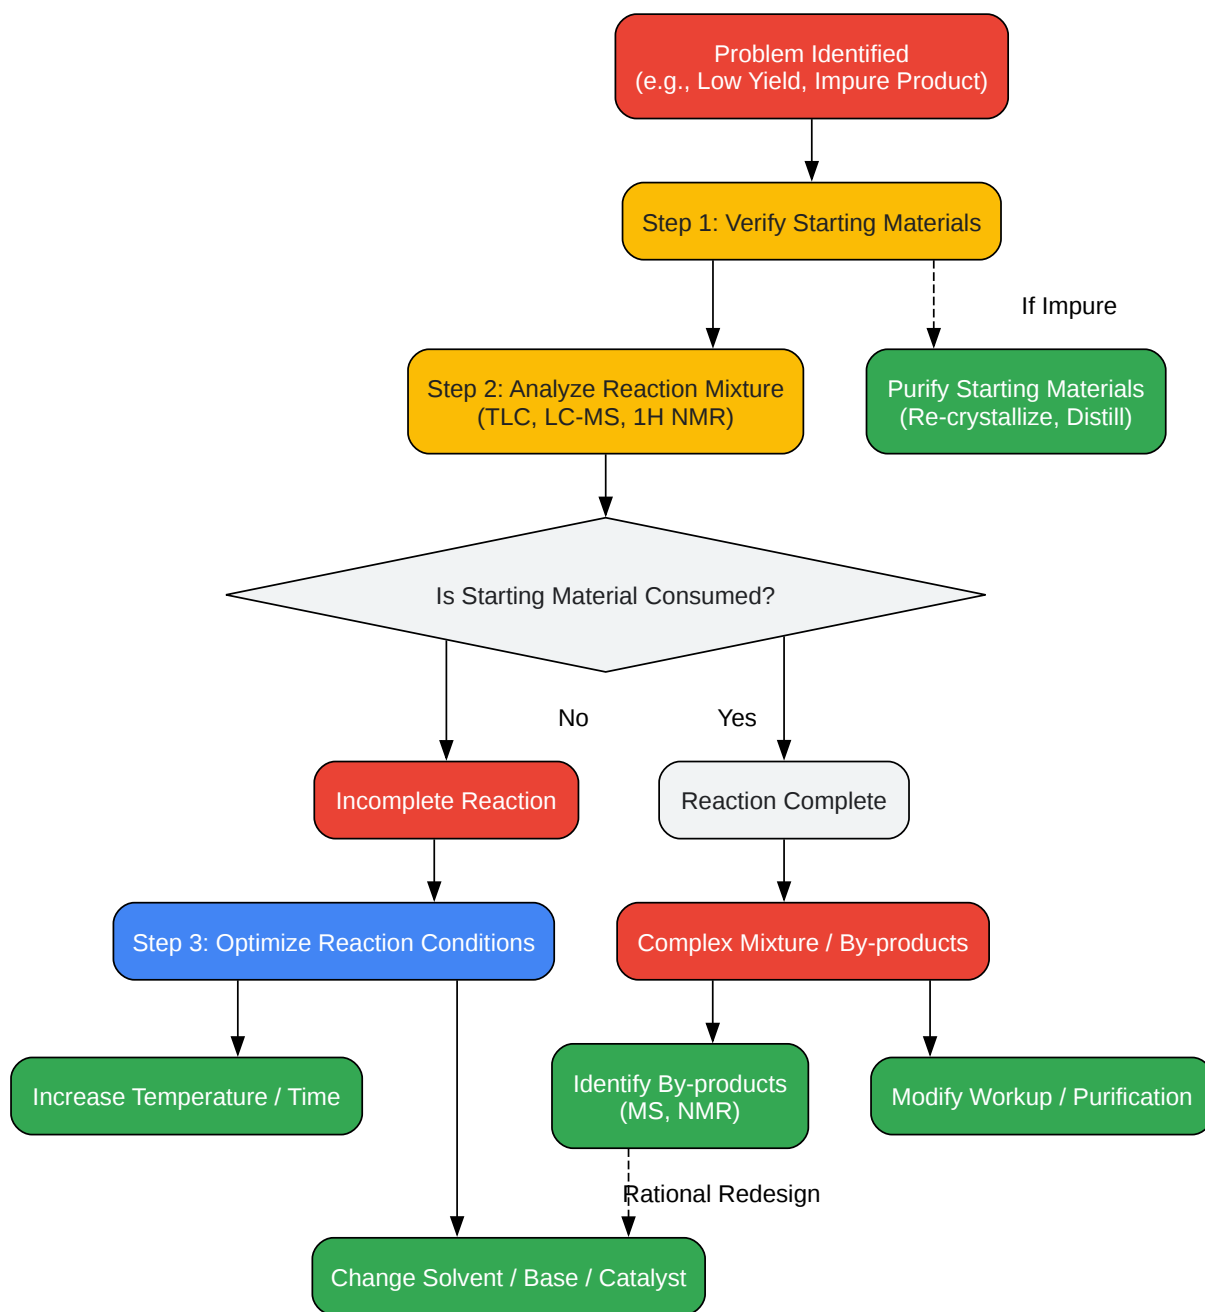 Problem Identified
(e.g., Low Yield, Impure Product)
Step 1: Verify Starting Materials
If Impure
Step 2: Analyze Reaction Mixture
(TLC, LC-MS, 1H NMR)
Purify Starting Materials
(Re-crystallize, Distill)
Is Starting Material Consumed?
No
Yes
Incomplete Reaction
Reaction Complete
Step 3: Optimize Reaction Conditions
Complex Mixture / By-products
Increase Temperature / Time
Identify By-products
(MS, NMR)
Modify Workup / Purification
Rational Redesign
Change Solvent / Base / Catalyst